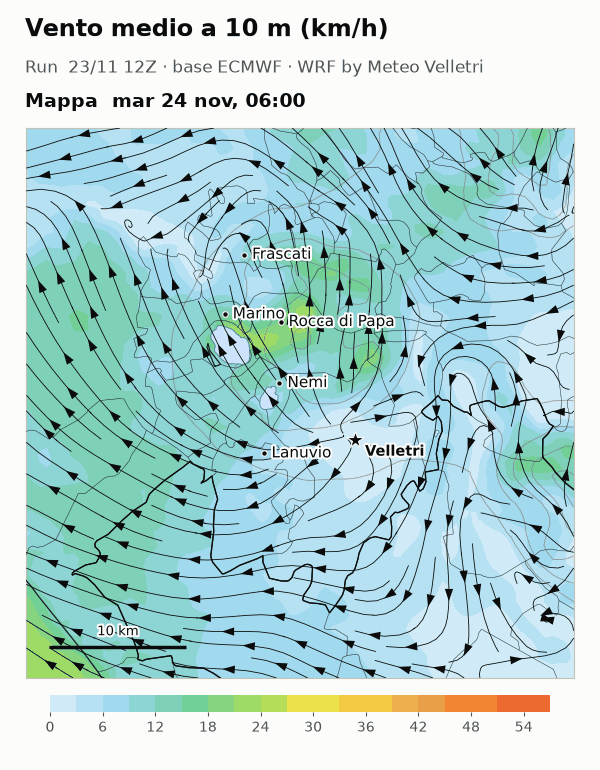 Vento medio a 10 m (km/h)
Run  23/11 12Z · base ECMWF · WRF by Meteo Velletri
Mappa  mar 24 nov, 06:00
Frascati
Marino
Rocca di Papa
Nemi
Lanuvio
Velletri
10 km
0 6 12 18 24 30 36 42 48 54